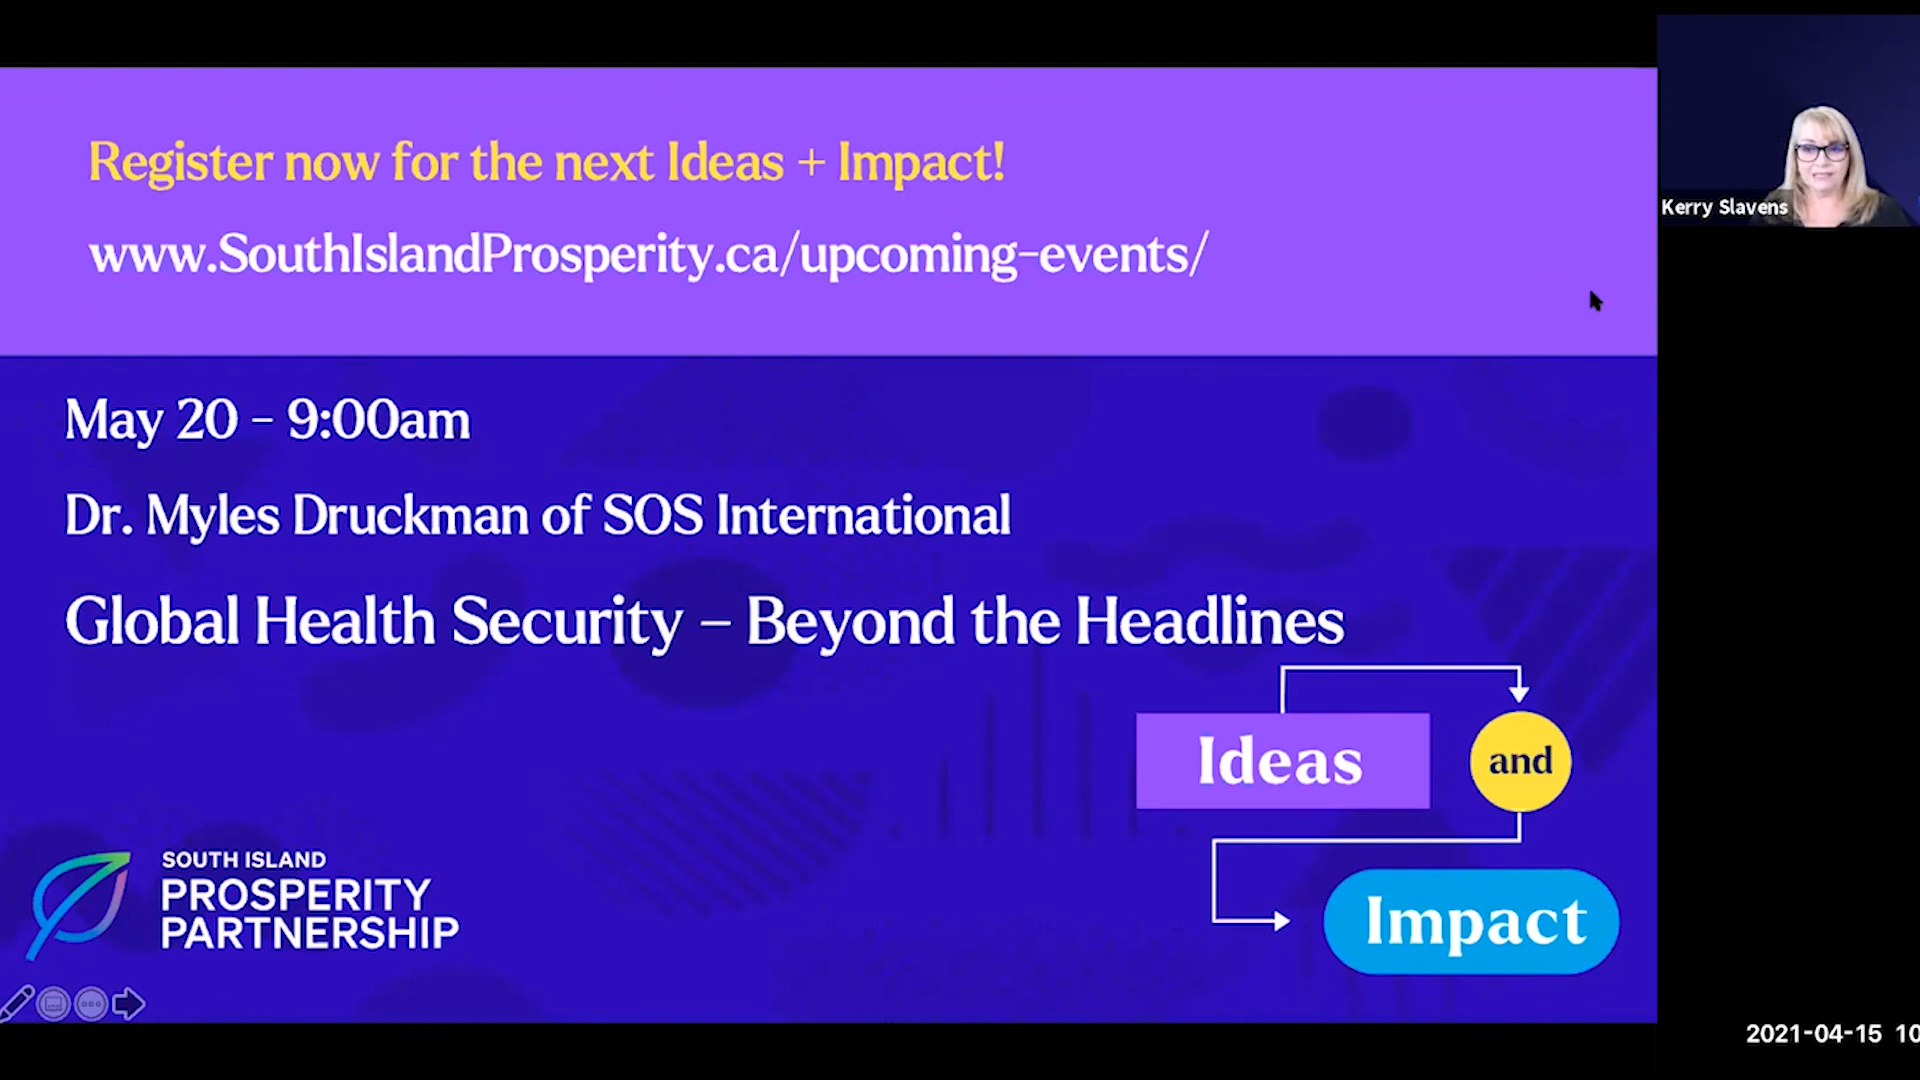 Register now for the next Ideas + Impact!
www.SouthIslandProsperity.ca/upcoming-events/
Kerry Slavens
May 20 - 9:00am
Dr. Myles Druckman of SOS International
Global Health Security – Beyond the Headlines
Ideas
and
Impact
SOUTH ISLAND
PROSPERITY
PARTNERSHIP
2021-04-15 10